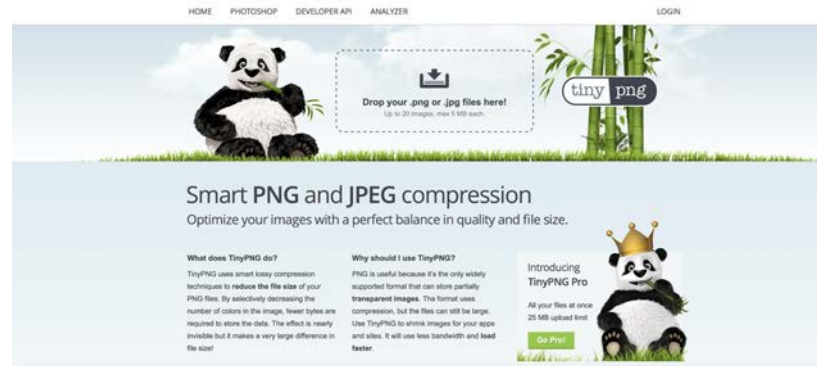 HOME PHOTOSHOP DEVELOPER API ANALYZER LOGIN
Drop your .png or .jpg files here!
Up to 20 images, max 5 MB each.
tiny png
Smart PNG and JPEG compression
Optimize your images with a perfect balance in quality and file size.
What does TinyPNG do?
TinyPNG uses smart lossy compression
techniques to reduce the file size of your
PNG files. By selectively decreasing the
number of colors in the image, fewer bytes are
required to store the data. The effect is nearly
invisible but it makes a very large difference in
file size!
Why should I use TinyPNG?
PNG is useful because it's the only widely
supported format that can store partially
transparent images. The format uses
compression, but the files can still be large.
Use TinyPNG to shrink images for your apps
and sites. It will use less bandwidth and load
faster.
Introducing
TinyPNG Pro
All your files at once
25 MB upload limit
Go Pro!